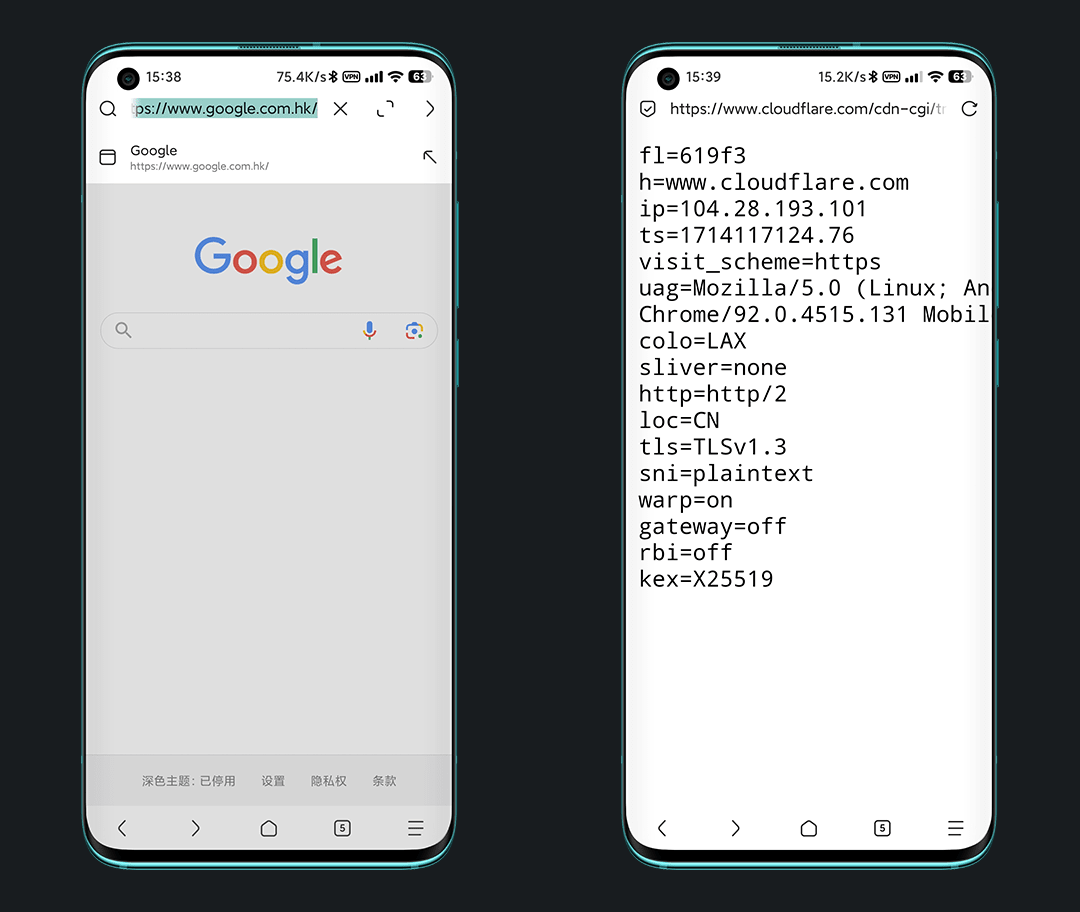 15:38
75.4K/s VPN 63
ps://www.google.com.hk/
Google
https://www.google.com.hk/
Google
深色主题：已停用 设置 隐私权 条款
5
15:39
15.2K/s VPN 63
https://www.cloudflare.com/cdn-cgi/tr
fl=619f3
h=www.cloudflare.com
ip=104.28.193.101
ts=1714117124.76
visit_scheme=https
uag=Mozilla/5.0 (Linux; An
Chrome/92.0.4515.131 Mobil
colo=LAX
sliver=none
http=http/2
loc=CN
tls=TLSv1.3
sni=plaintext
warp=on
gateway=off
rbi=off
kex=X25519
5